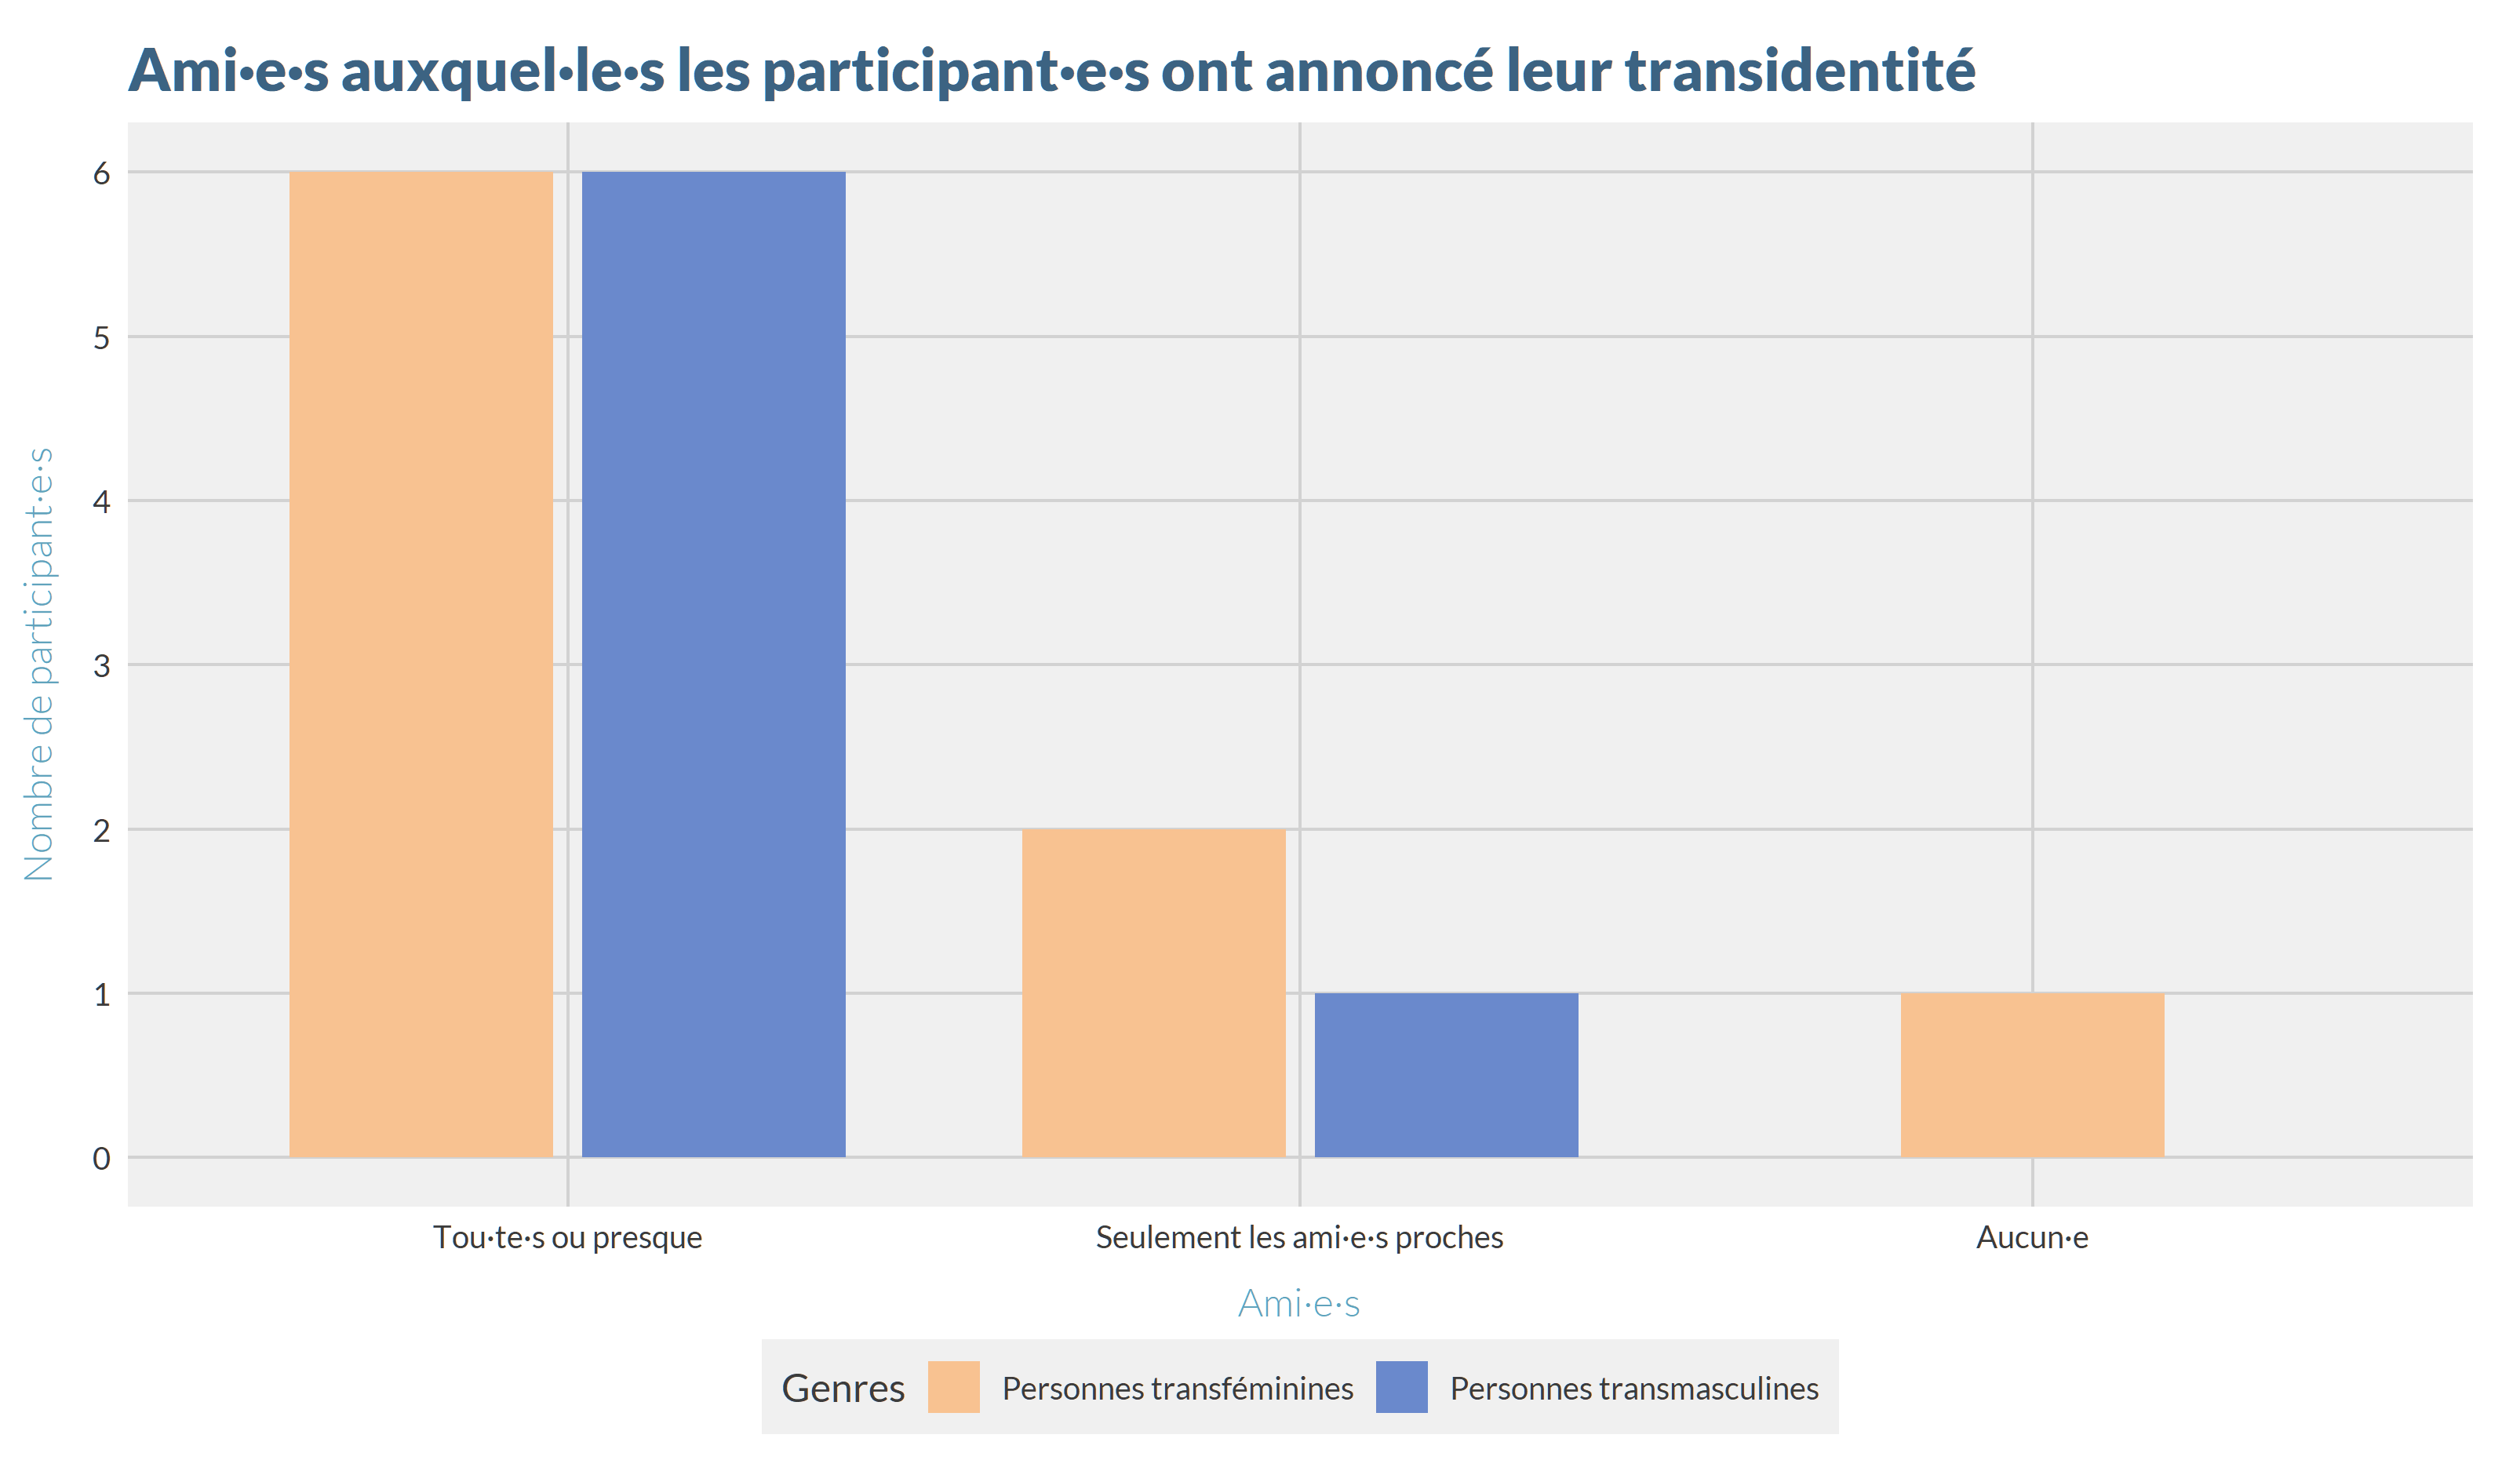 Ami·e·s auxquel·le·s les participant·e·s ont annoncé leur transidentité
Nombre de participant·e·s
6
5
4
3
2
1
0
Tou·te·s ou presque
Seulement les ami·e·s proches
Aucun·e
Ami·e·s
Genres
Personnes transféminines
Personnes transmasculines